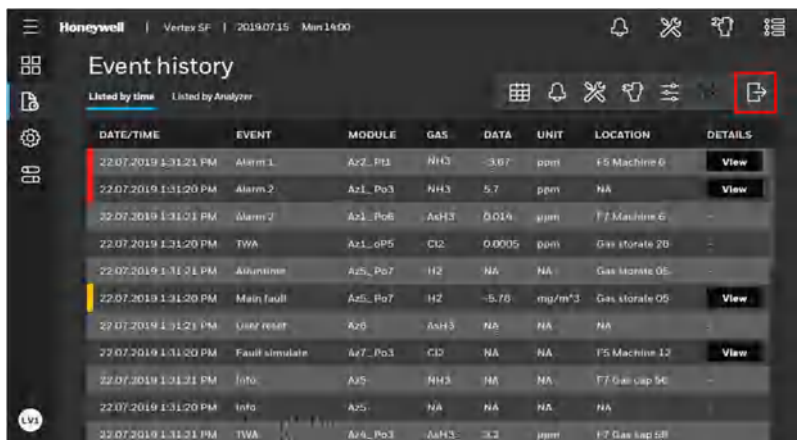 Honeywell | Vertex SF | 2019.07.15 Mon 14:00
Event history
Listed by time Listed by Analyzer
DATE/TIME EVENT MODULE GAS DATA UNIT LOCATION DETAILS
22.07.2019 1:31:21 PM Alarm 1 Az2_Pt1 NH3 -3.67 ppm F5 Machine 6 View
22.07.2019 1:31:20 PM Alarm 2 Az1_Po3 NH3 5.7 ppm NA View
22.07.2019 1:31:21 PM Alarm 2 Az1_Po6 AsH3 0.014 ppm F7 Machine 6 -
22.07.2019 1:31:20 PM TWA Az1_oP5 Cl2 0.0005 ppm Gas storate 28 -
22.07.2019 1:31:21 PM Az5_Po7 H2 NA NA Gas storate 05 -
22.07.2019 1:31:20 PM Main fault Az5_Po7 H2 -5.78 mg/m^3 Gas storate 05 View
22.07.2019 1:31:21 PM User reset Az6 AsH3 NA NA NA -
22.07.2019 1:31:20 PM Fault simulate Az7_Po3 Cl2 NA NA F5 Machine 12 View
22.07.2019 1:31:21 PM Info Az5 NH3 NA NA F7 Gas cap -
22.07.2019 1:31:20 PM Info Az5 NA NA NA NA -
22.07.2019 1:31:21 PM TWA Az4_Po3 AsH3 3.2 ppm F7 Gas cap
LV1